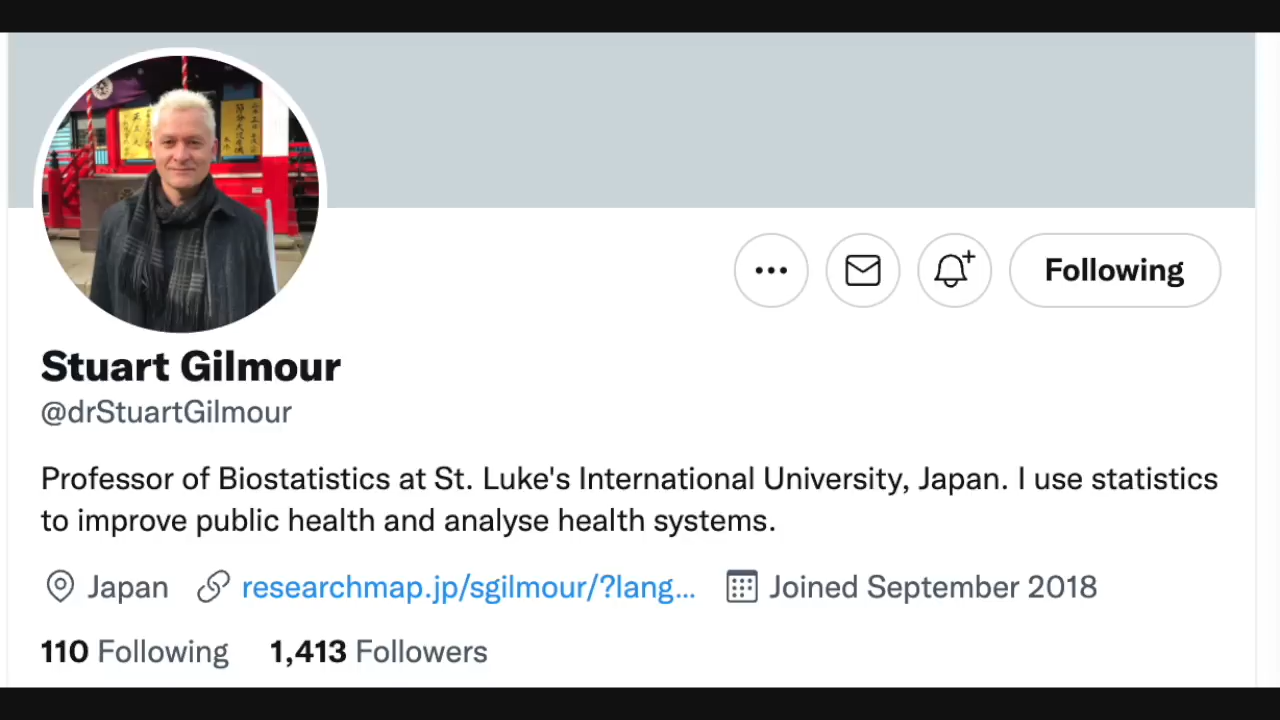 Following
Stuart Gilmour
@drStuartGilmour
Professor of Biostatistics at St. Luke's International University, Japan. I use statistics
to improve public health and analyse health systems.
Japan researchmap.jp/sgilmour/?lang... Joined September 2018
110 Following 1,413 Followers